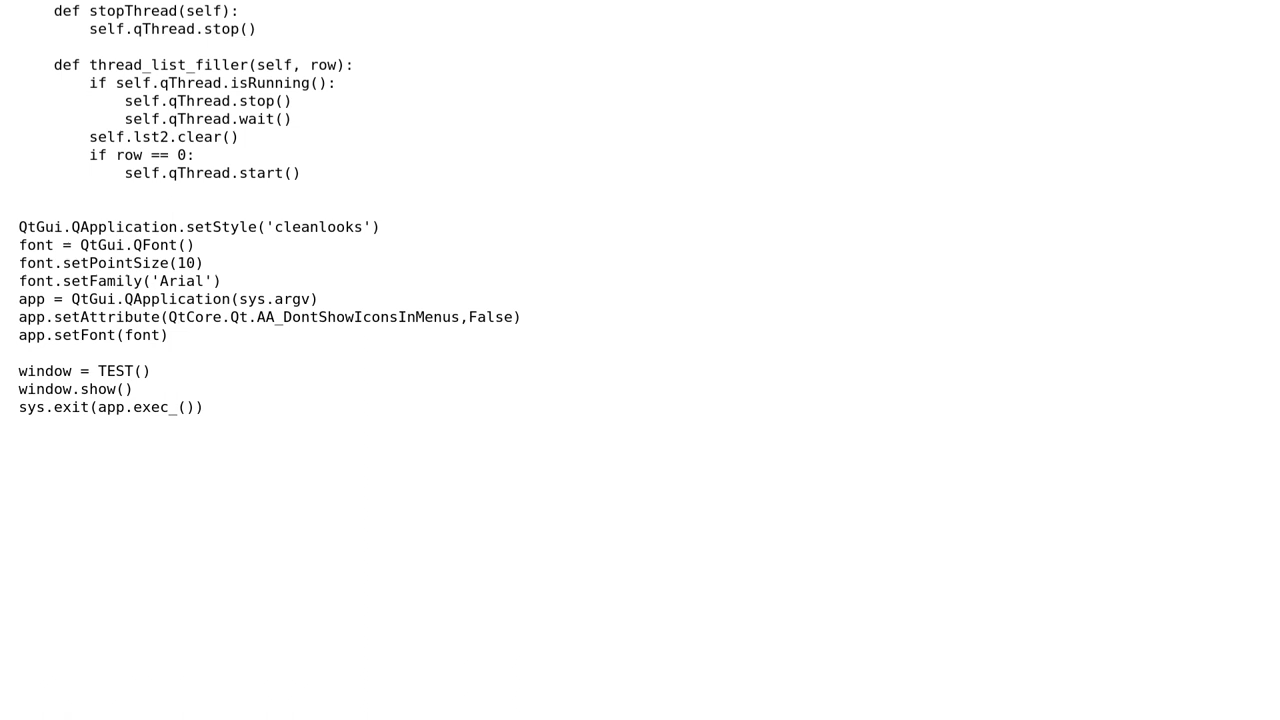 def stopThread(self):
        self.qThread.stop()

    def thread_list_filler(self, row):
        if self.qThread.isRunning():
            self.qThread.stop()
            self.qThread.wait()
        self.lst2.clear()
        if row == 0:
            self.qThread.start()


QtGui.QApplication.setStyle('cleanlooks')
font = QtGui.QFont()
font.setPointSize(10)
font.setFamily('Arial')
app = QtGui.QApplication(sys.argv)
app.setAttribute(QtCore.Qt.AA_DontShowIconsInMenus,False)
app.setFont(font)

window = TEST()
window.show()
sys.exit(app.exec_())